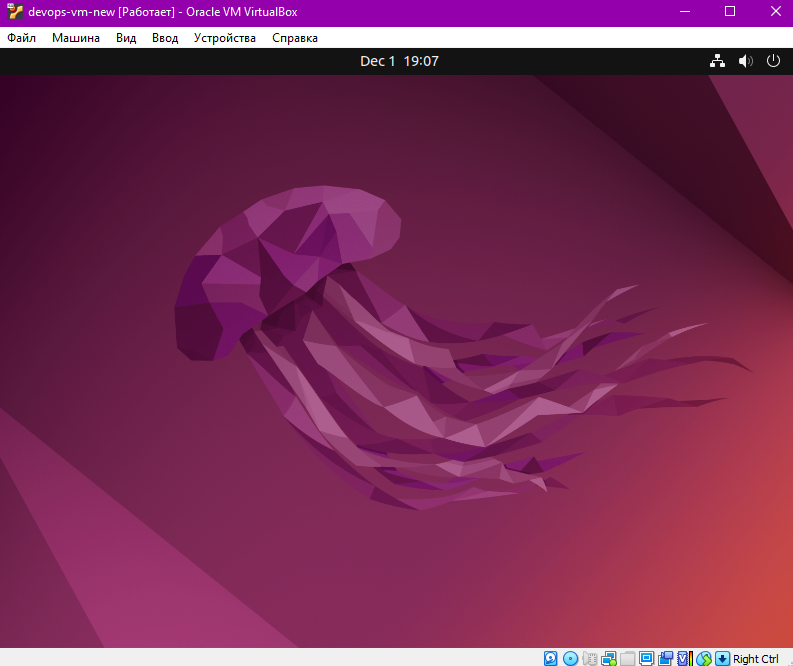 devops-vm-new [Работает] - Oracle VM VirtualBox
Файл Машина Вид Ввод Устройства Справка
Dec 1 19:07
Right Ctrl